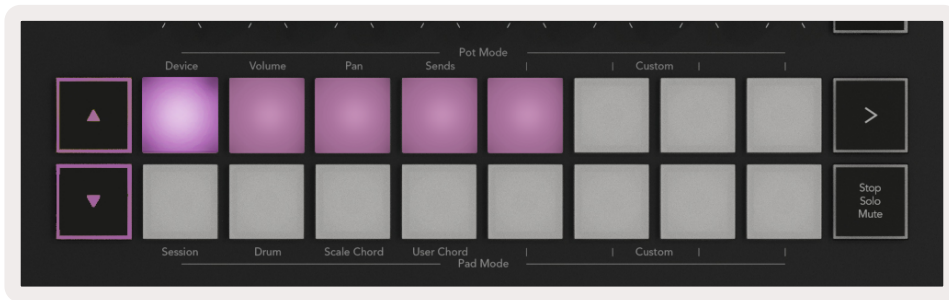 Pot Mode
Device Volume Pan Sends Custom
>
Stop
Solo
Mute
Session Drum Scale Chord User Chord Custom
Pad Mode